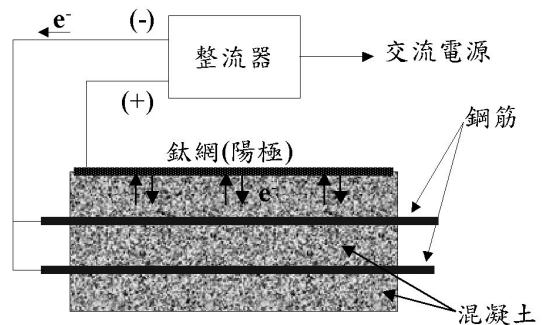 e⁻
(-)
整流器
交流電源
(+)
鋼筋
鈦網(陽極)
e⁻
混凝土